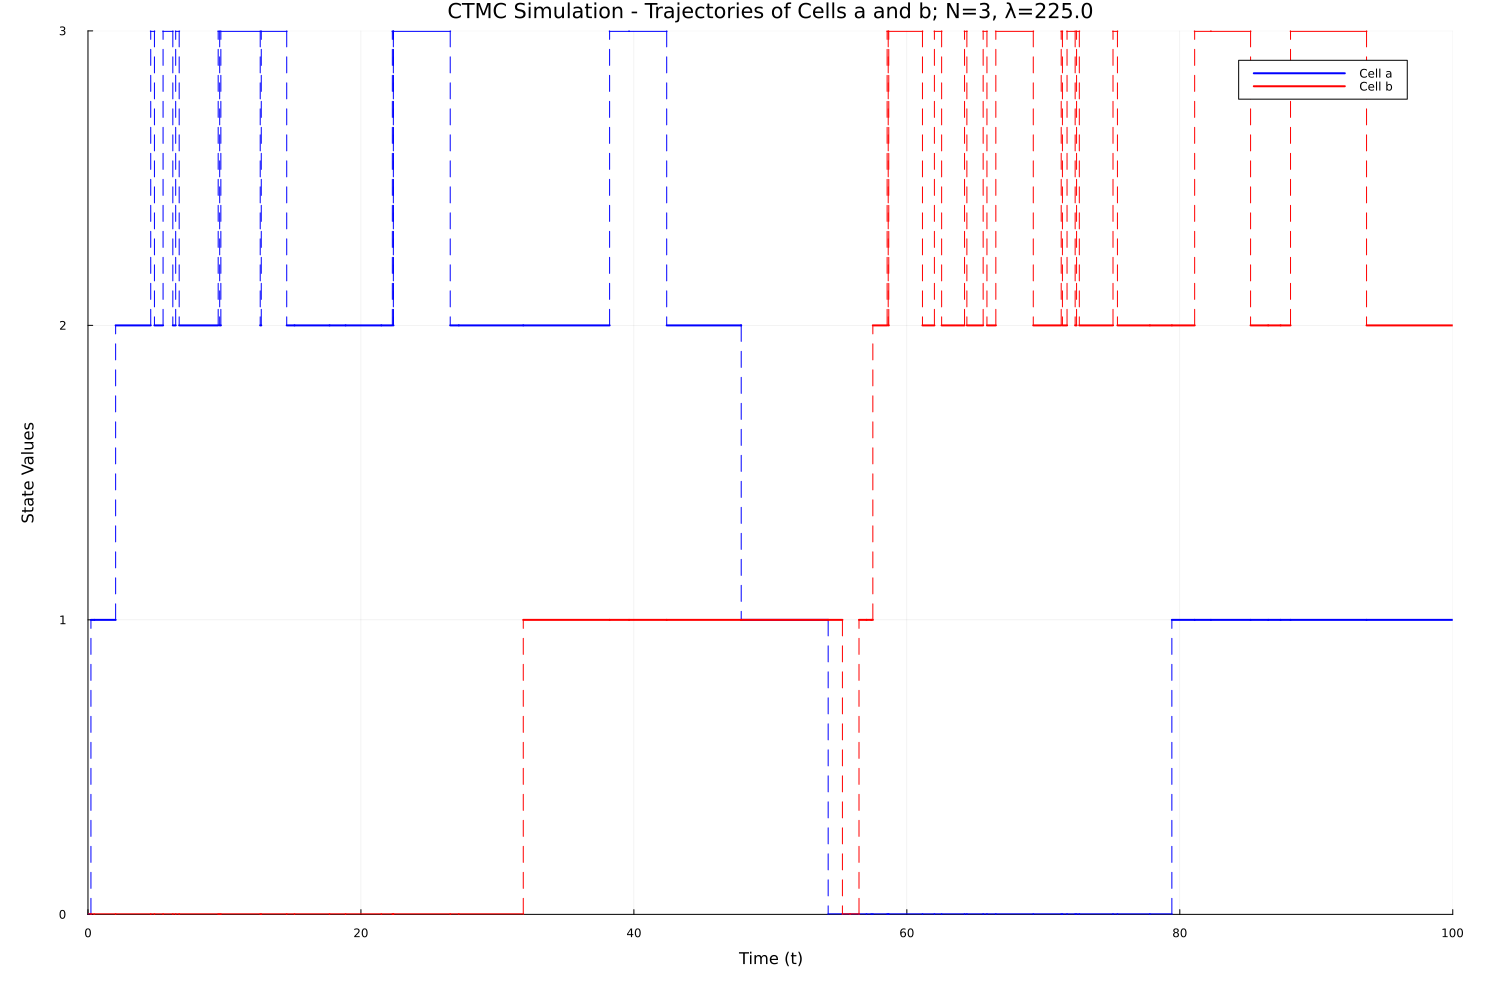 CTMC Simulation - Trajectories of Cells a and b; N=3, λ=225.0
3
Cell a
Cell b
2
State Values
1
0
0 20 40 60 80 100
Time (t)